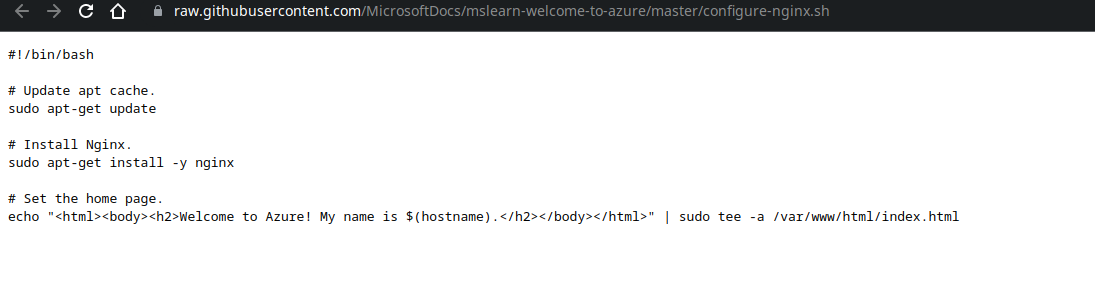 raw.githubusercontent.com/MicrosoftDocs/mslearn-welcome-to-azure/master/configure-nginx.sh
#!/bin/bash
# Update apt cache.
sudo apt-get update
# Install Nginx.
sudo apt-get install -y nginx
# Set the home page.
echo "<html><body><h2>Welcome to Azure! My name is $(hostname).</h2></body></html>" | sudo tee -a /var/www/html/index.html